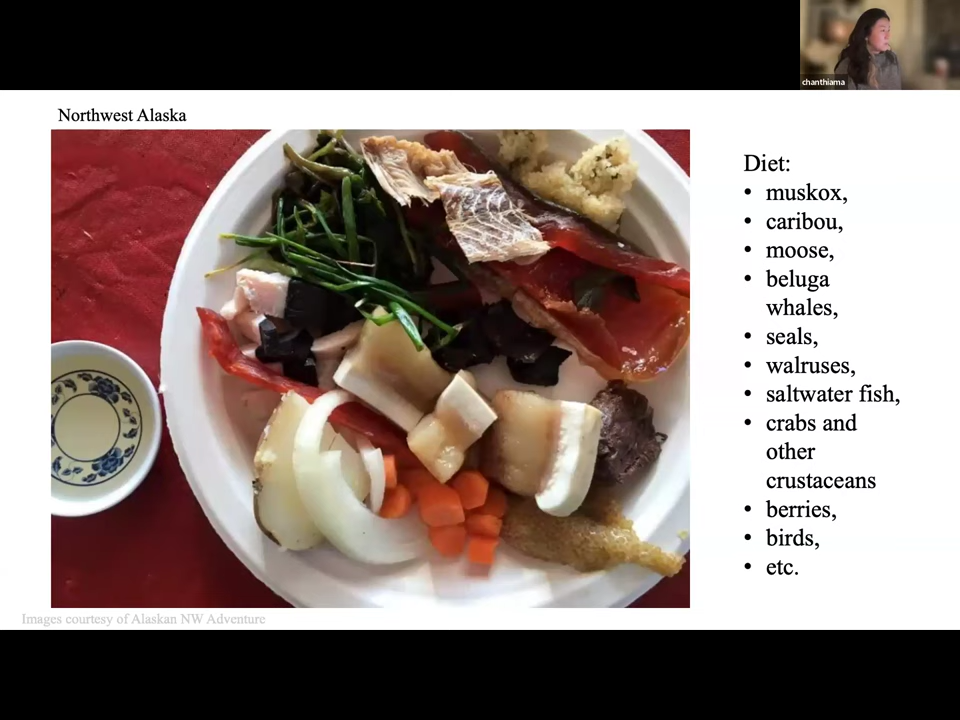 chanthiama
Northwest Alaska
Diet:
• muskox,
• caribou,
• moose,
• beluga
whales,
• seals,
• walruses,
• saltwater fish,
• crabs and
other
crustaceans
• berries,
• birds,
• etc.
Images courtesy of Alaskan NW Adventure